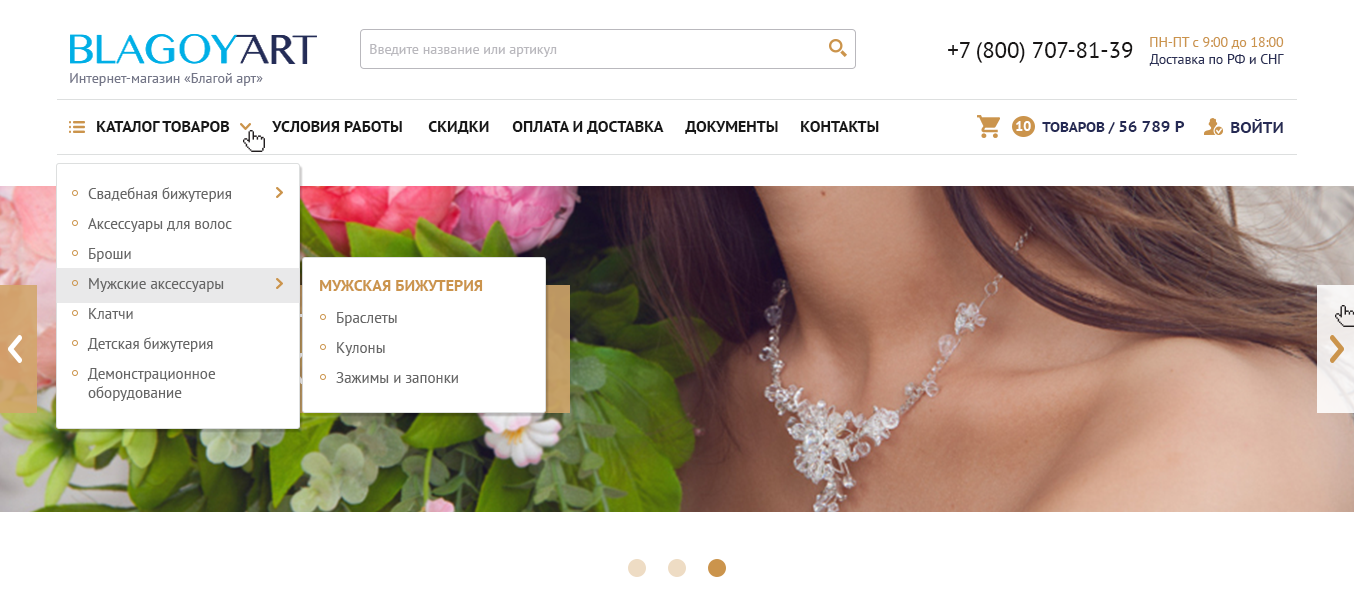 BLAGOYART
Интернет-магазин «Благой арт»
Введите название или артикул
+7 (800) 707-81-39
ПН-ПТ с 9:00 до 18:00
Доставка по РФ и СНГ
КАТАЛОГ ТОВАРОВ
УСЛОВИЯ РАБОТЫ
СКИДКИ
ОПЛАТА И ДОСТАВКА
ДОКУМЕНТЫ
КОНТАКТЫ
10
ТОВАРОВ / 56 789 Р
ВОЙТИ
Свадебная бижутерия
Аксессуары для волос
Броши
Мужские аксессуары
Клатчи
Детская бижутерия
Демонстрационное
оборудование
МУЖСКАЯ БИЖУТЕРИЯ
Браслеты
Кулоны
Зажимы и запонки